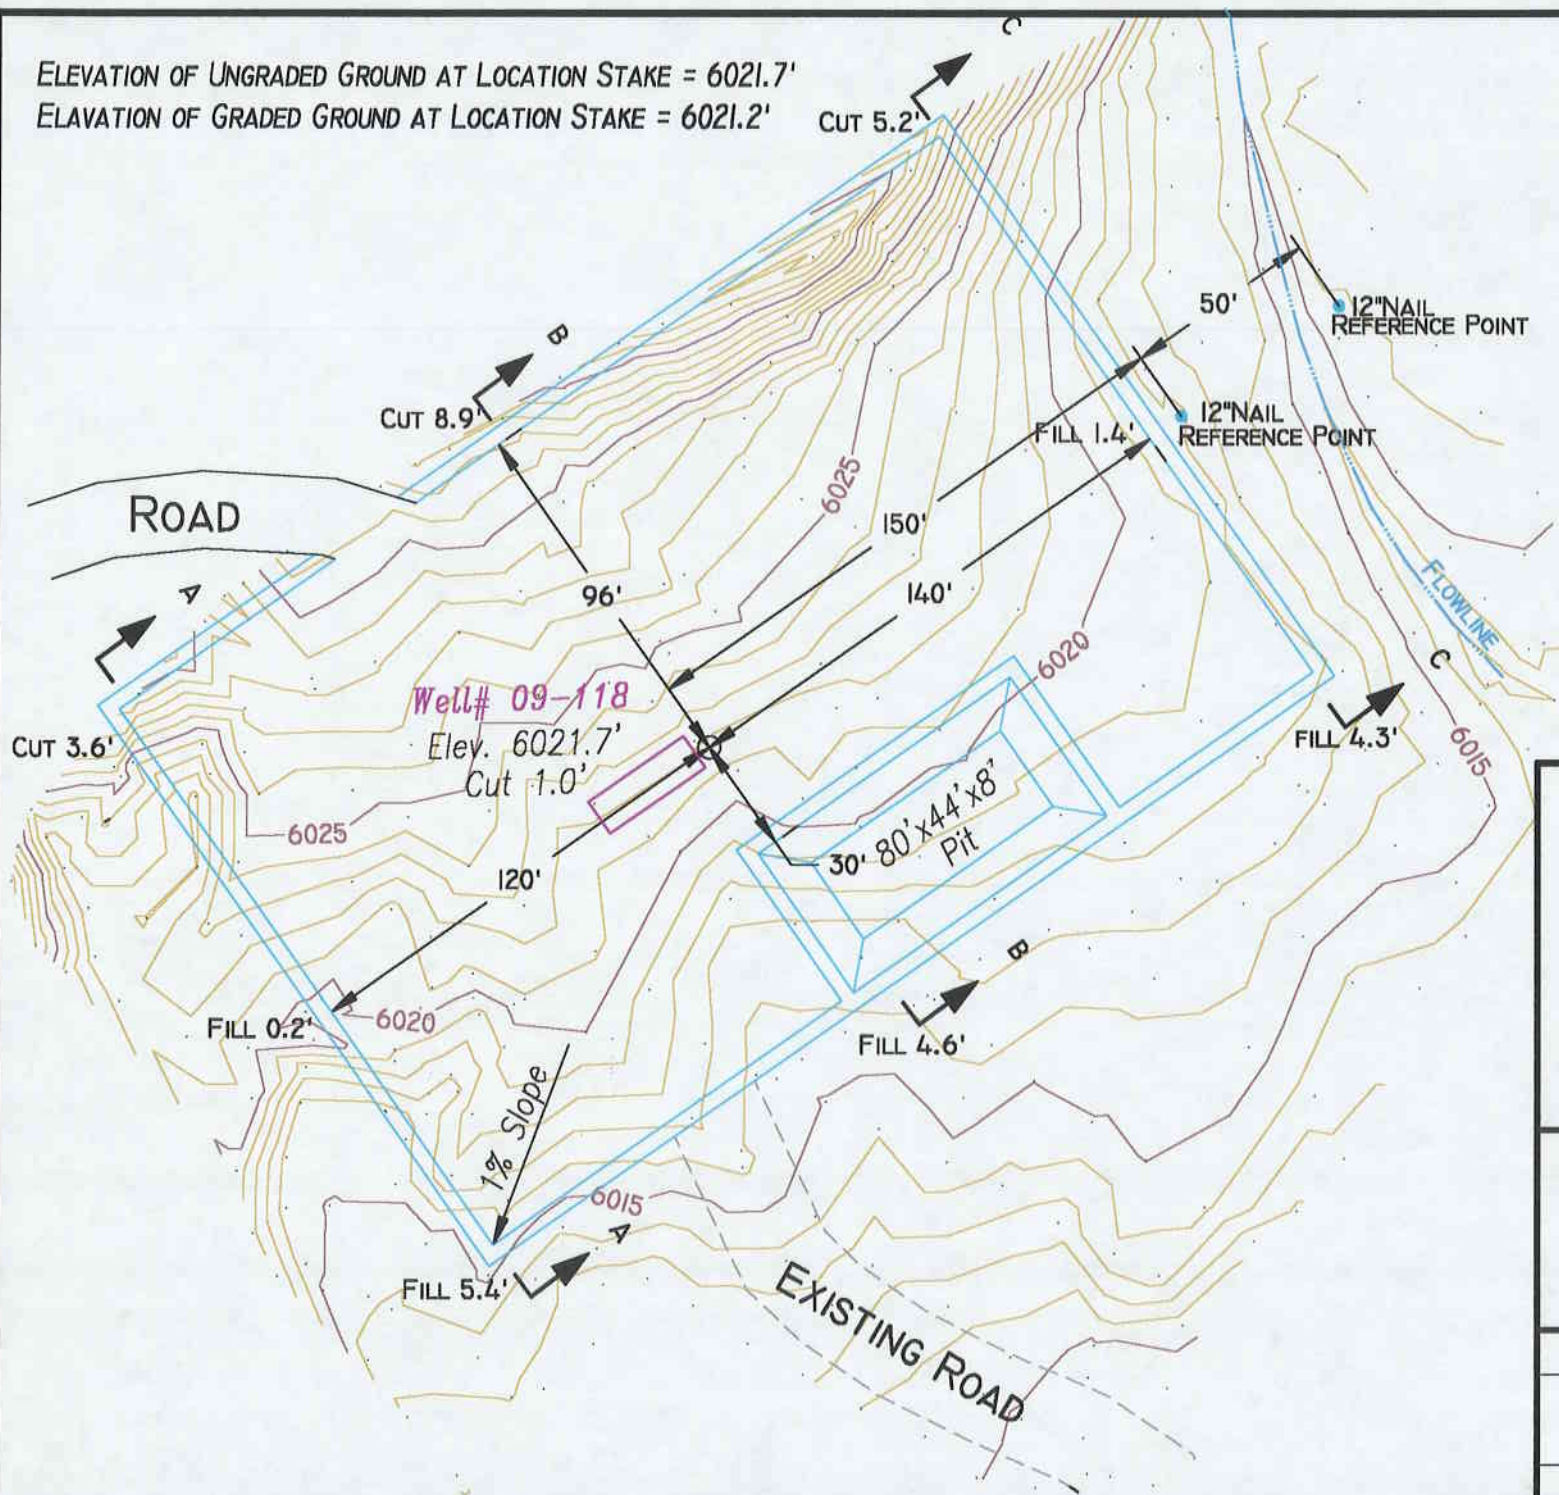 ELEVATION OF UNGRADED GROUND AT LOCATION STAKE = 6021.7'
ELAVATION OF GRADED GROUND AT LOCATION STAKE = 6021.2'
C
CUT 5.2'
50'
12"NAIL
REFERENCE POINT
B
CUT 8.9'
12"NAIL
REFERENCE POINT
FILL 1.4'
6025
ROAD
150'
140'
96'
A
FLOWLINE
6020
C
Well# 09-118
Elev. 6021.7'
Cut 1.0'
CUT 3.6'
FILL 4.3'
6015
6025
80'x44'x8'
Pit
30'
120'
B
6020
FILL 0.2'
FILL 4.6'
1% Slope
6015
A
FILL 5.4'
EXISTING ROAD